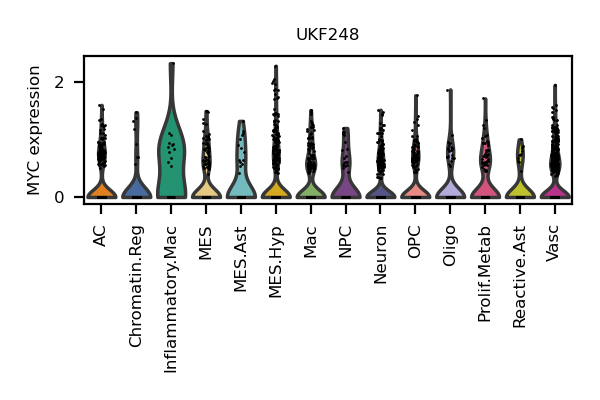 UKF248
MYC expression
2
0
AC
Chromatin.Reg
Inflammatory.Mac
MES
MES.Ast
MES.Hyp
Mac
NPC
Neuron
OPC
Oligo
Prolif.Metab
Reactive.Ast
Vasc